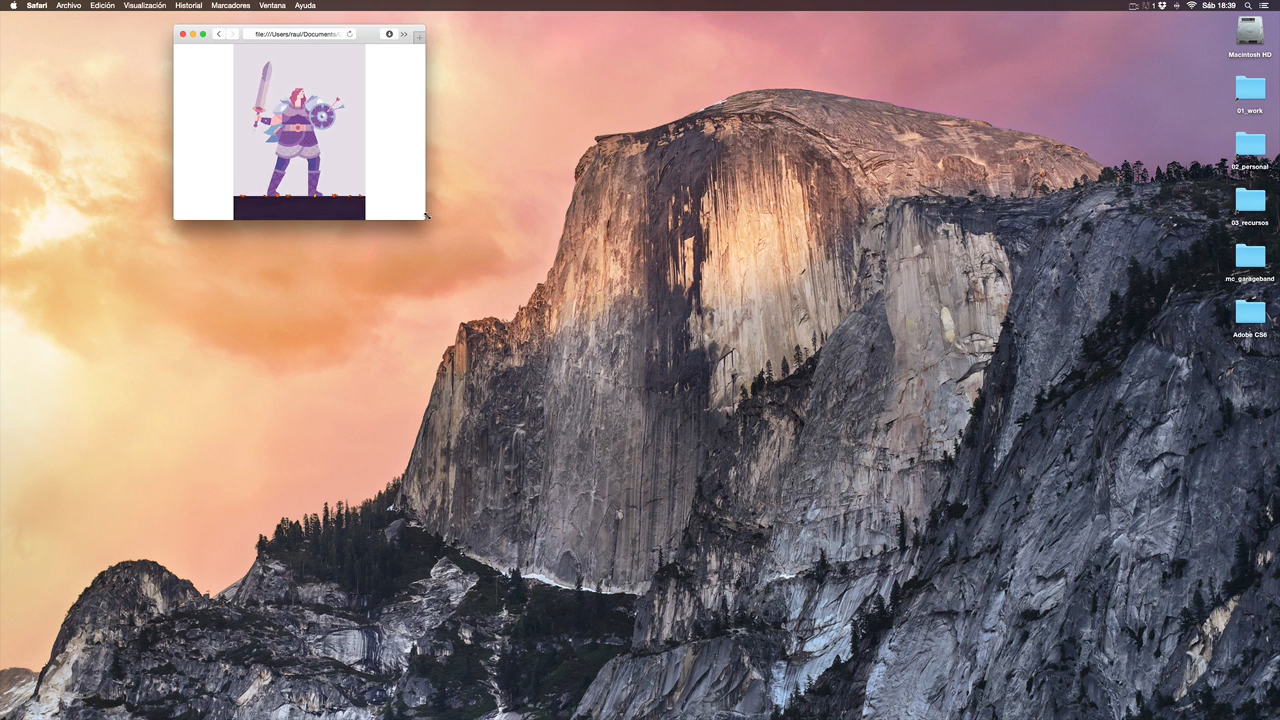 Safari Archivo Edición Visualización Historial Marcadores Ventana Ayuda
1 Sáb 18:39
file:///Users/raul/Documents/
Macintosh HD
01_work
02_personal
03_recursos
mc_garageband
Adobe CS6